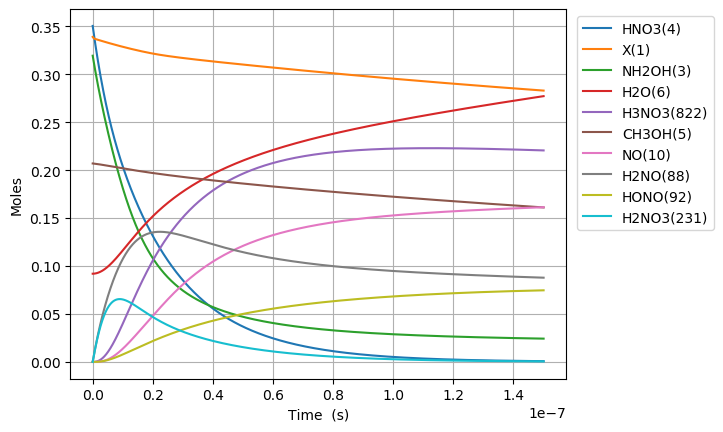 0.35
0.30
0.25
0.20
0.15
0.10
0.05
0.00
Moles
0.0 0.2 0.4 0.6 0.8 1.0 1.2 1.4
1e−7
Time (s)
HNO3(4)
X(1)
NH2OH(3)
H2O(6)
H3NO3(822)
CH3OH(5)
NO(10)
H2NO(88)
HONO(92)
H2NO3(231)